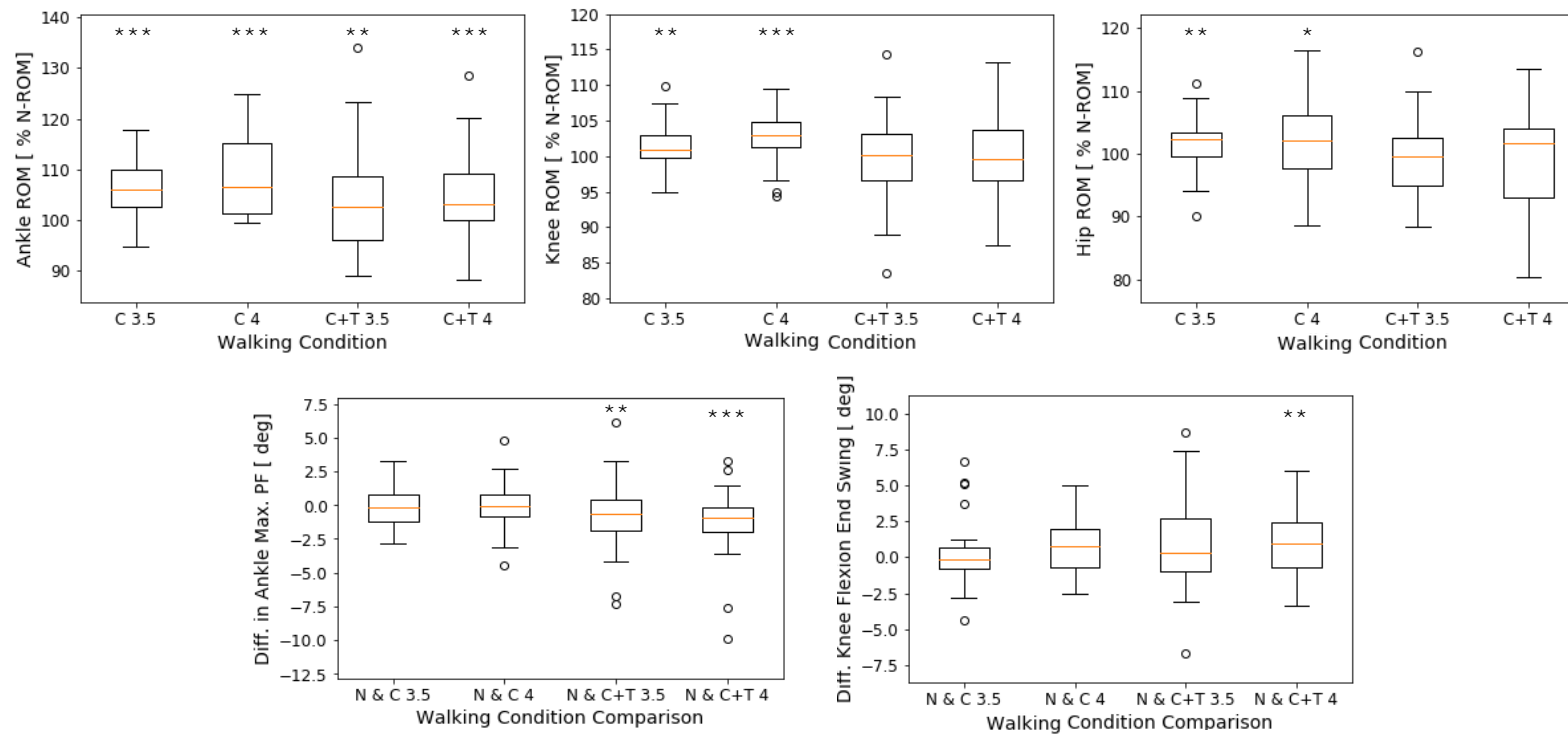 Ankle ROM [ % N-ROM]
140
130
120
110
100
90
*** *** ** ***
C 3.5 C 4 C+T 3.5 C+T 4
Walking Condition
Knee ROM [ % N-ROM]
120
115
110
105
100
95
90
85
80
** ***
C 3.5 C 4 C+T 3.5 C+T 4
Walking Condition
Hip ROM [ % N-ROM]
120
110
100
90
80
** *
C 3.5 C 4 C+T 3.5 C+T 4
Walking Condition
Diff. in Ankle Max. PF [ deg]
7.5
5.0
2.5
0.0
−2.5
−5.0
−7.5
−10.0
−12.5
** ***
N & C 3.5 N & C 4 N & C+T 3.5 N & C+T 4
Walking Condition Comparison
Diff. Knee Flexion End Swing [ deg]
10.0
7.5
5.0
2.5
0.0
−2.5
−5.0
−7.5
**
N & C 3.5 N & C 4 N & C+T 3.5 N & C+T 4
Walking Condition Comparison